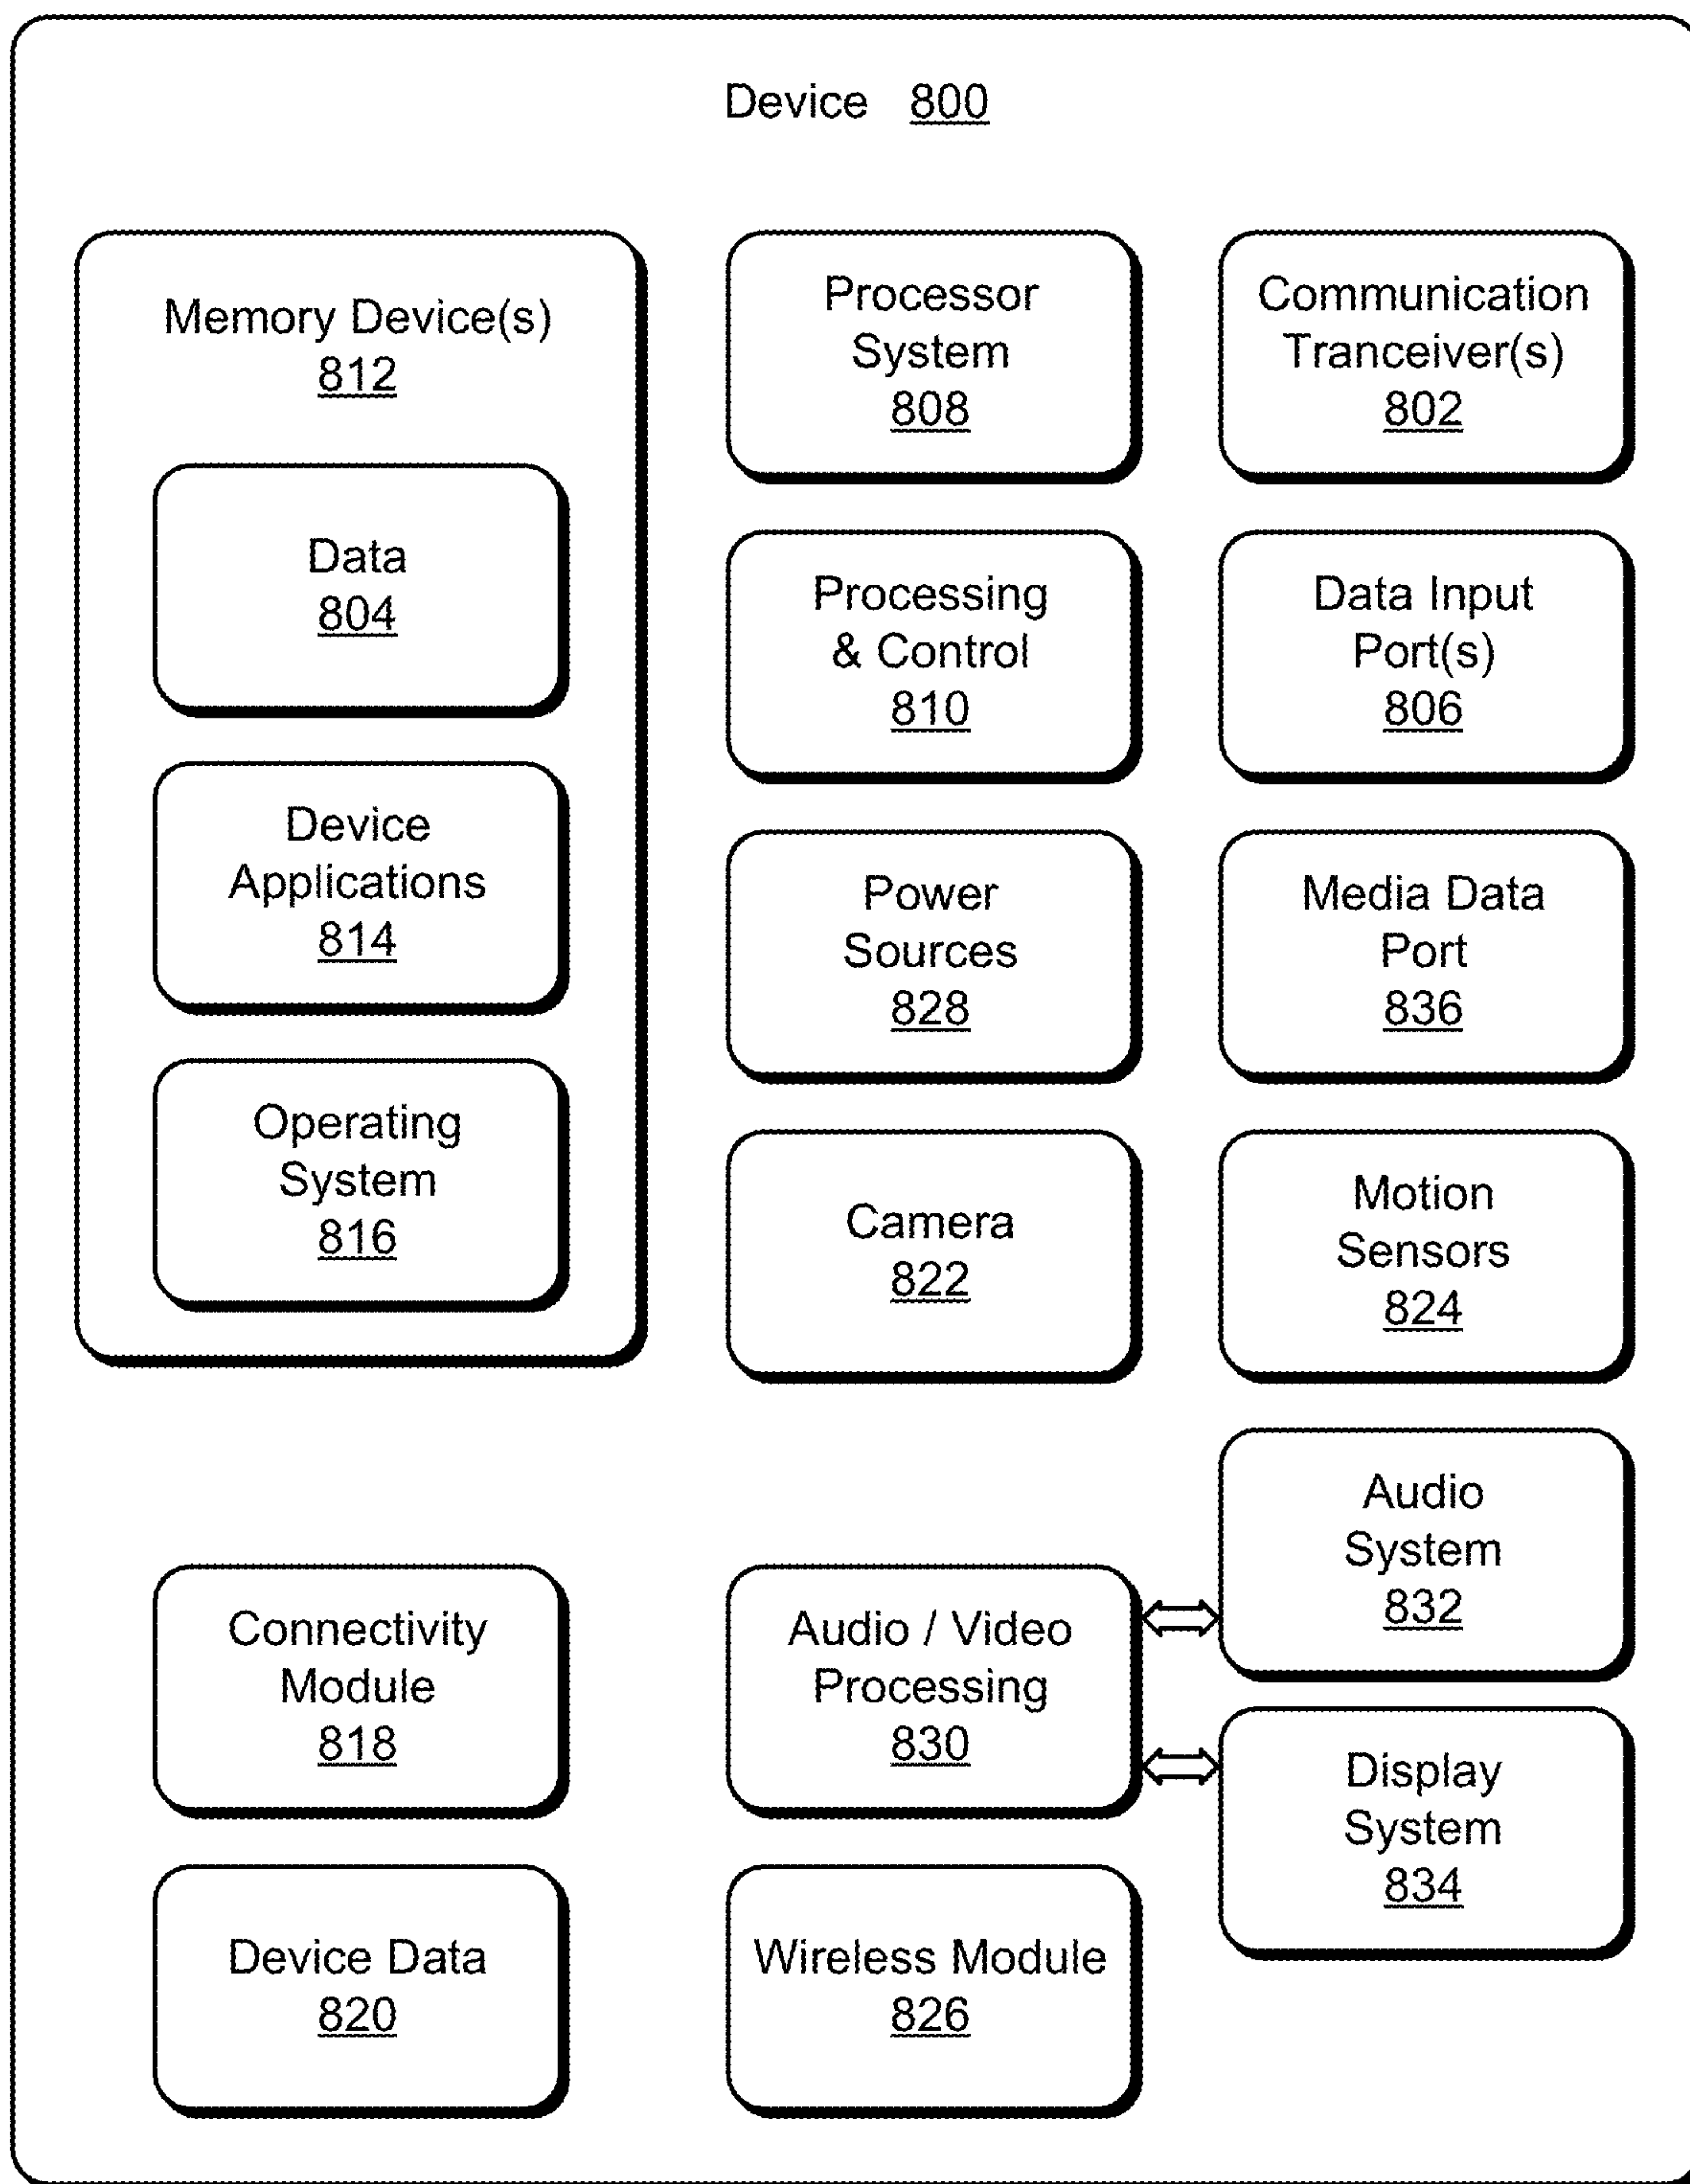 Device 800
Memory Device(s)
812
Data
804
Device
Applications
814
Operating
System
816
Processor
System
808
Communication
Tranceiver(s)
802
Processing
& Control
810
Data Input
Port(s)
806
Power
Sources
828
Media Data
Port
836
Camera
822
Motion
Sensors
824
Connectivity
Module
818
Audio / Video
Processing
830
Audio
System
832
Display
System
834
Device Data
820
Wireless Module
826